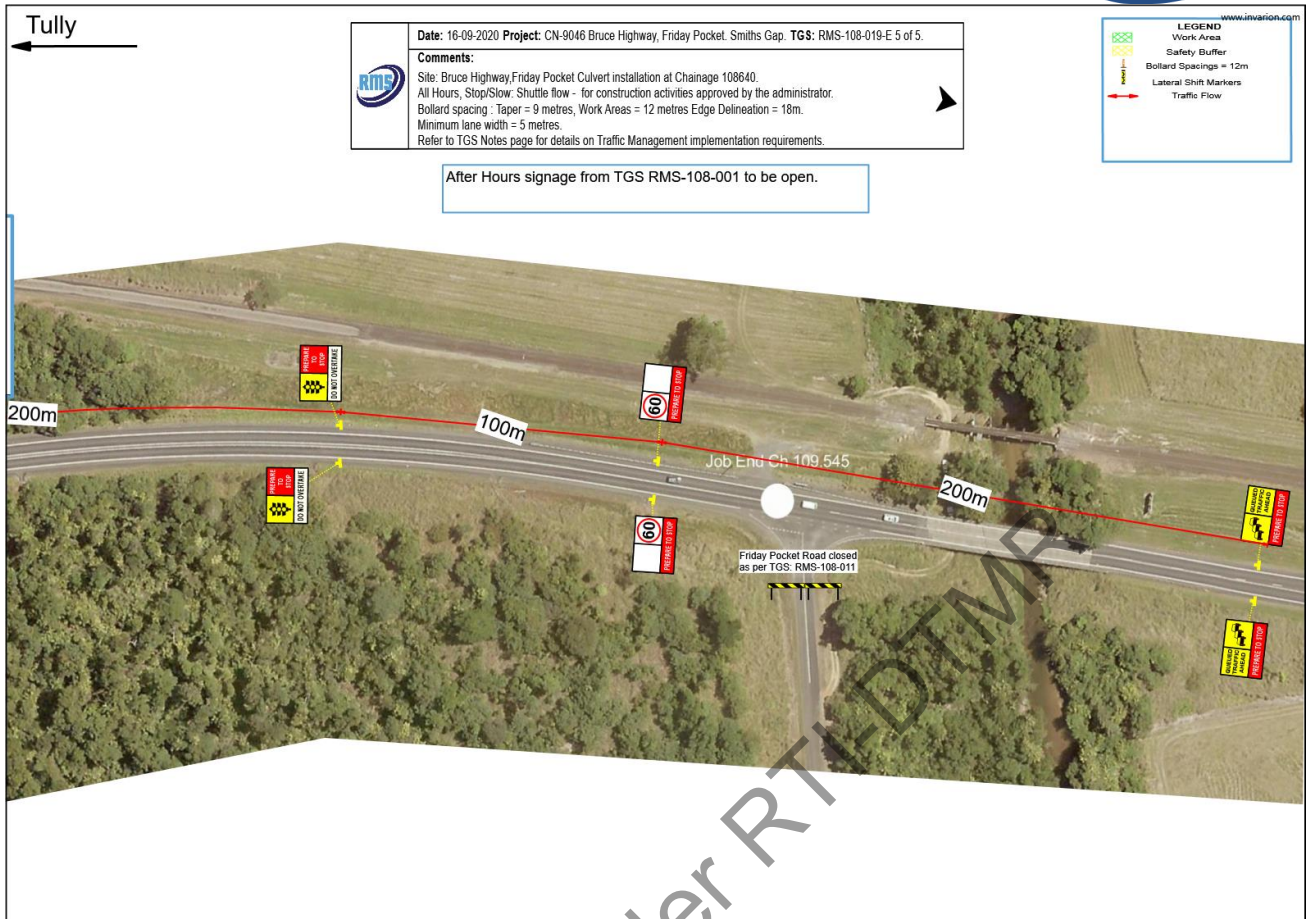 Tully
www.invarion.com
RMS
Date: 16-09-2020 Project: CN-9046 Bruce Highway, Friday Pocket. Smiths Gap. TGS: RMS-108-019-E 5 of 5.
Comments:
Site: Bruce Highway,Friday Pocket Culvert installation at Chainage 108640.
All Hours, Stop/Slow: Shuttle flow - for construction activities approved by the administrator.
Bollard spacing : Taper = 9 metres, Work Areas = 12 metres Edge Delineation = 18m.
Minimum lane width = 5 metres.
Refer to TGS Notes page for details on Traffic Management implementation requirements.
LEGEND
Work Area
Safety Buffer
Bollard Spacings = 12m
Lateral Shift Markers
Traffic Flow
After Hours signage from TGS RMS-108-001 to be open.
PREPARE
TO
STOP
DO NOT OVERTAKE
60
PREPARE TO STOP
200m
100m
Job End Ch 109.545
200m
PREPARE
TO
STOP
DO NOT OVERTAKE
60
PREPARE TO STOP
QUEUED
TRAFFIC
AHEAD
PREPARE TO STOP
Friday Pocket Road closed
as per TGS: RMS-108-011
QUEUED
TRAFFIC
AHEAD
PREPARE TO STOP
der RTI-DTMR